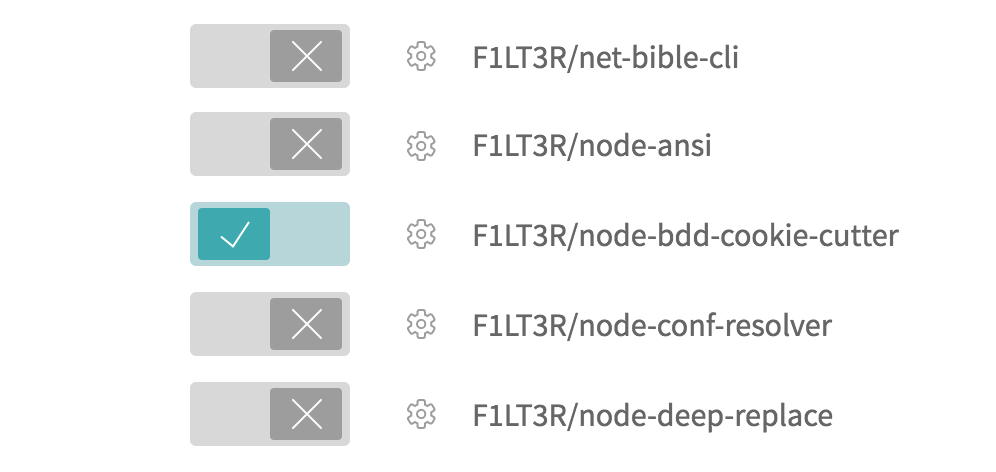 F1LT3R/net-bible-cli
F1LT3R/node-ansi
F1LT3R/node-bdd-cookie-cutter
F1LT3R/node-conf-resolver
F1LT3R/node-deep-replace